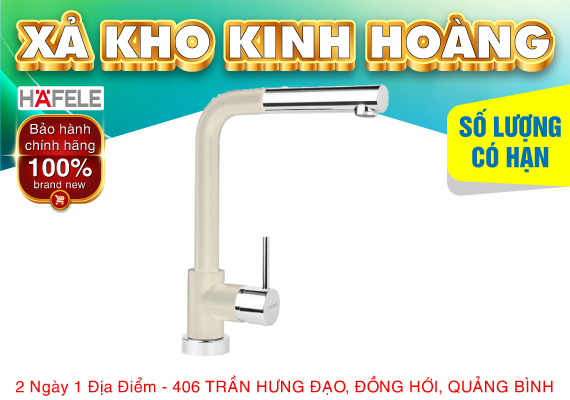 XẢ KHO KINH HOÀNG
HÄFELE
Bảo hành
chính hãng
100%
brand new
SỐ LƯỢNG
CÓ HẠN
2 Ngày 1 Địa Điểm - 406 TRẦN HƯNG ĐẠO, ĐỒNG HỚI, QUẢNG BÌNH